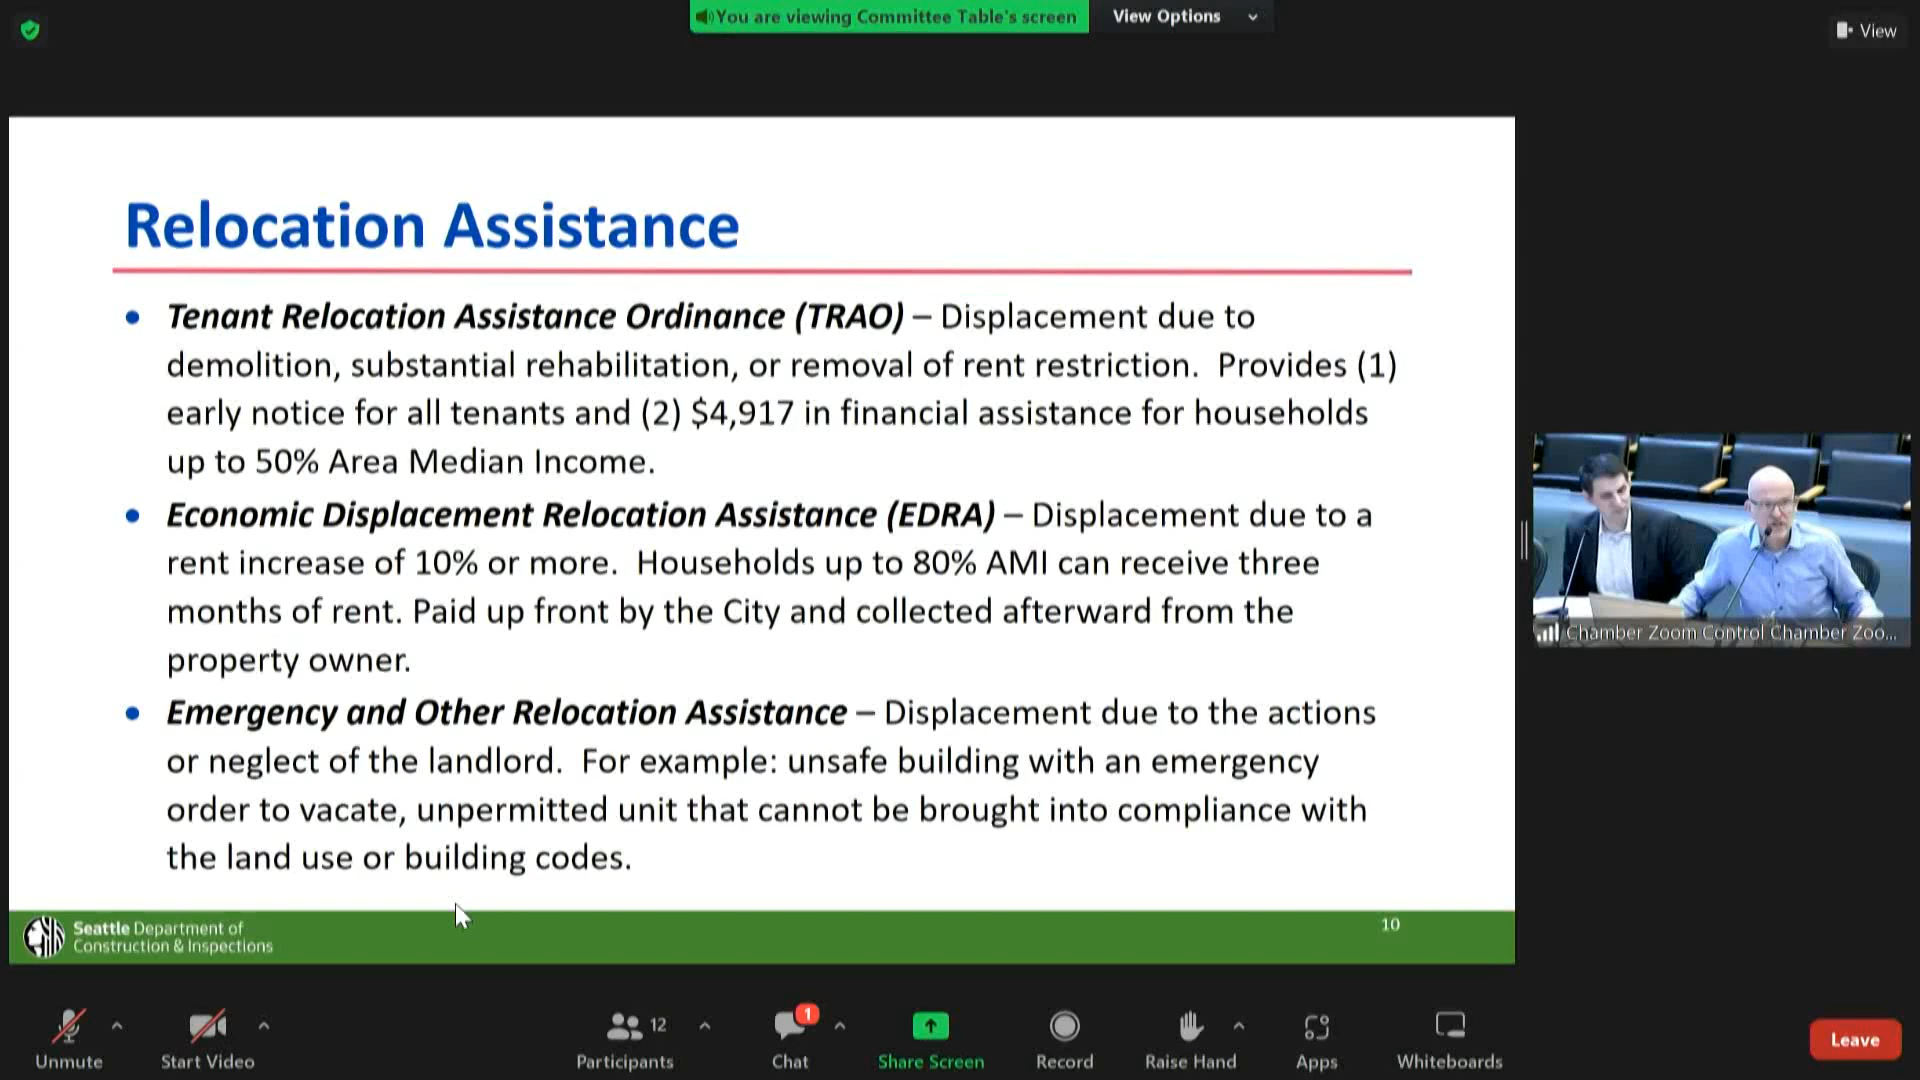 You are viewing Committee Table's screen
View Options
View
Relocation Assistance
• Tenant Relocation Assistance Ordinance (TRAO) – Displacement due to
demolition, substantial rehabilitation, or removal of rent restriction. Provides (1)
early notice for all tenants and (2) $4,917 in financial assistance for households
up to 50% Area Median Income.
• Economic Displacement Relocation Assistance (EDRA) – Displacement due to a
rent increase of 10% or more. Households up to 80% AMI can receive three
months of rent. Paid up front by the City and collected afterward from the
property owner.
• Emergency and Other Relocation Assistance – Displacement due to the actions
or neglect of the landlord. For example: unsafe building with an emergency
order to vacate, unpermitted unit that cannot be brought into compliance with
the land use or building codes.
Chamber Zoom Control Chamber Zoo...
Seattle Department of
Construction & Inspections
10
Unmute
Start Video
12
Participants
1
Chat
Share Screen
Record
Raise Hand
Apps
Whiteboards
Leave